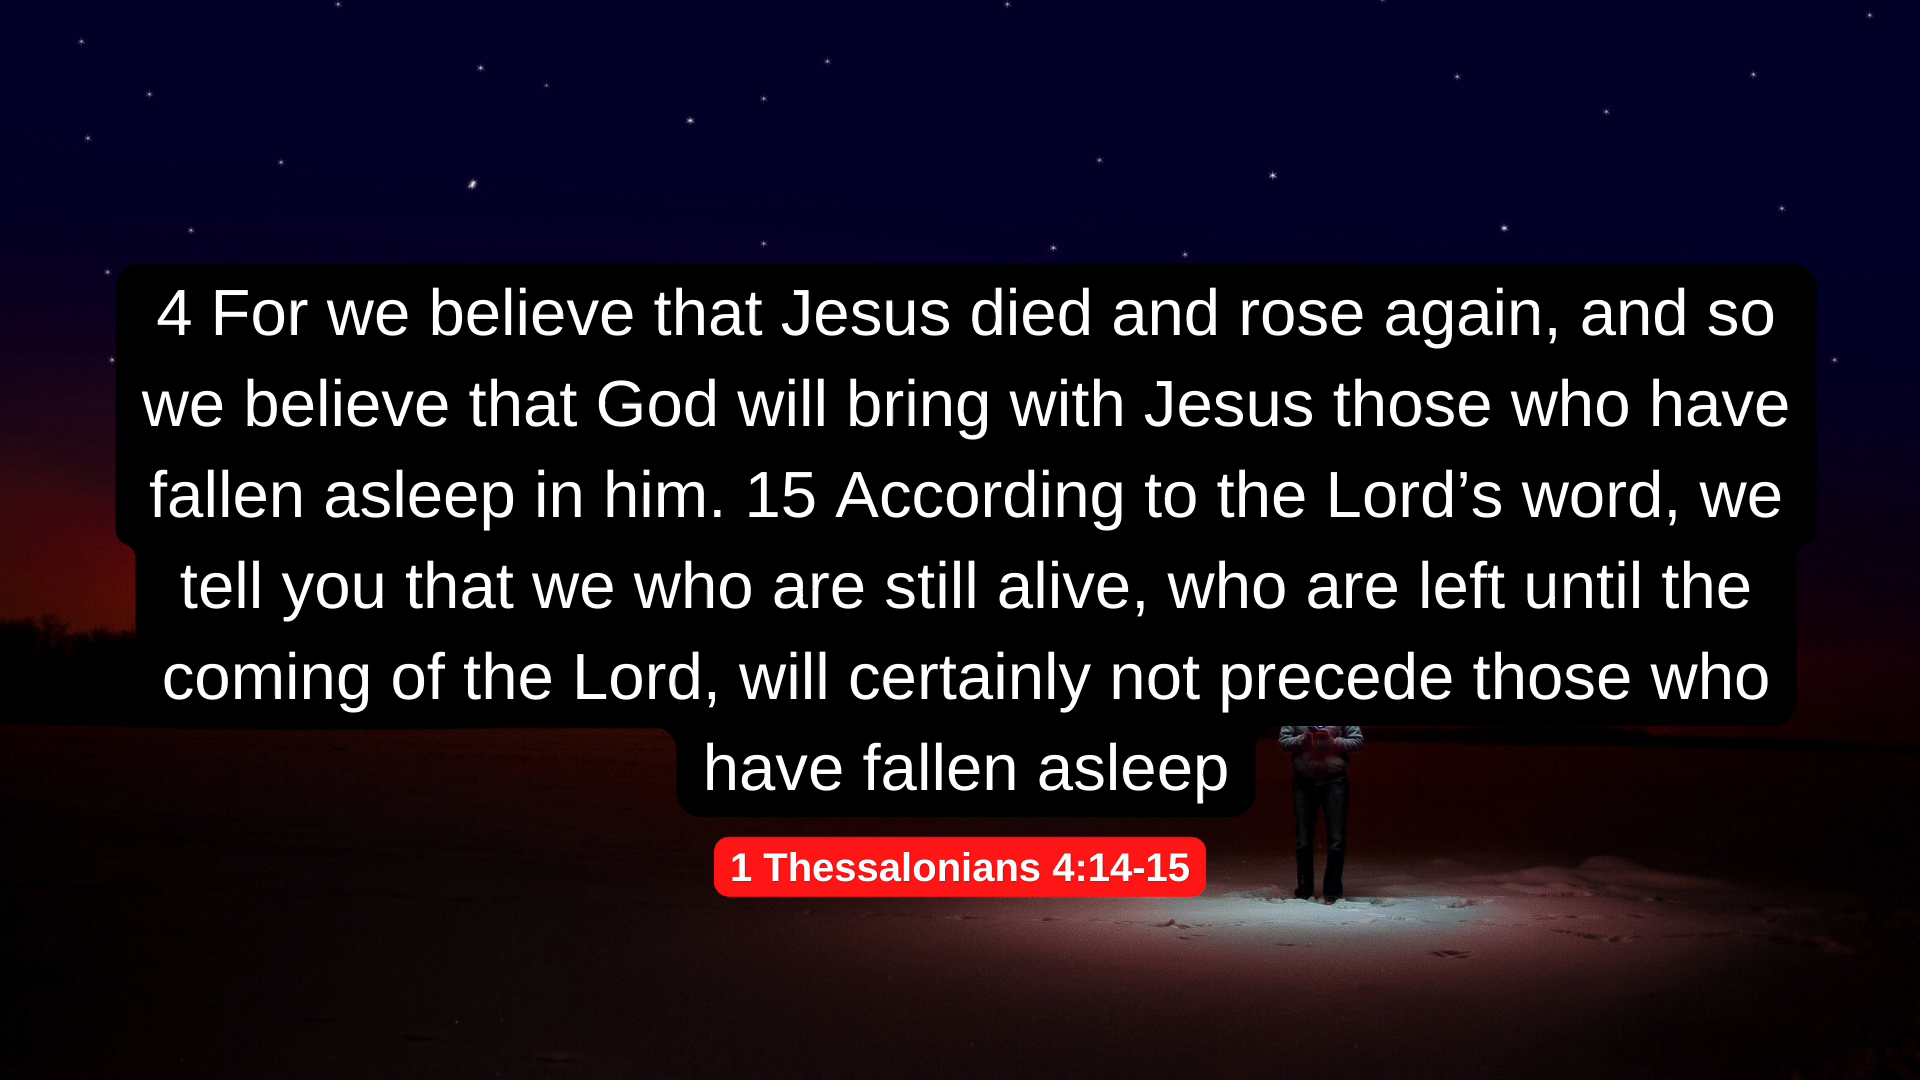 4 For we believe that Jesus died and rose again, and so
we believe that God will bring with Jesus those who have
fallen asleep in him. 15 According to the Lord’s word, we
tell you that we who are still alive, who are left until the
coming of the Lord, will certainly not precede those who
have fallen asleep
1 Thessalonians 4:14-15